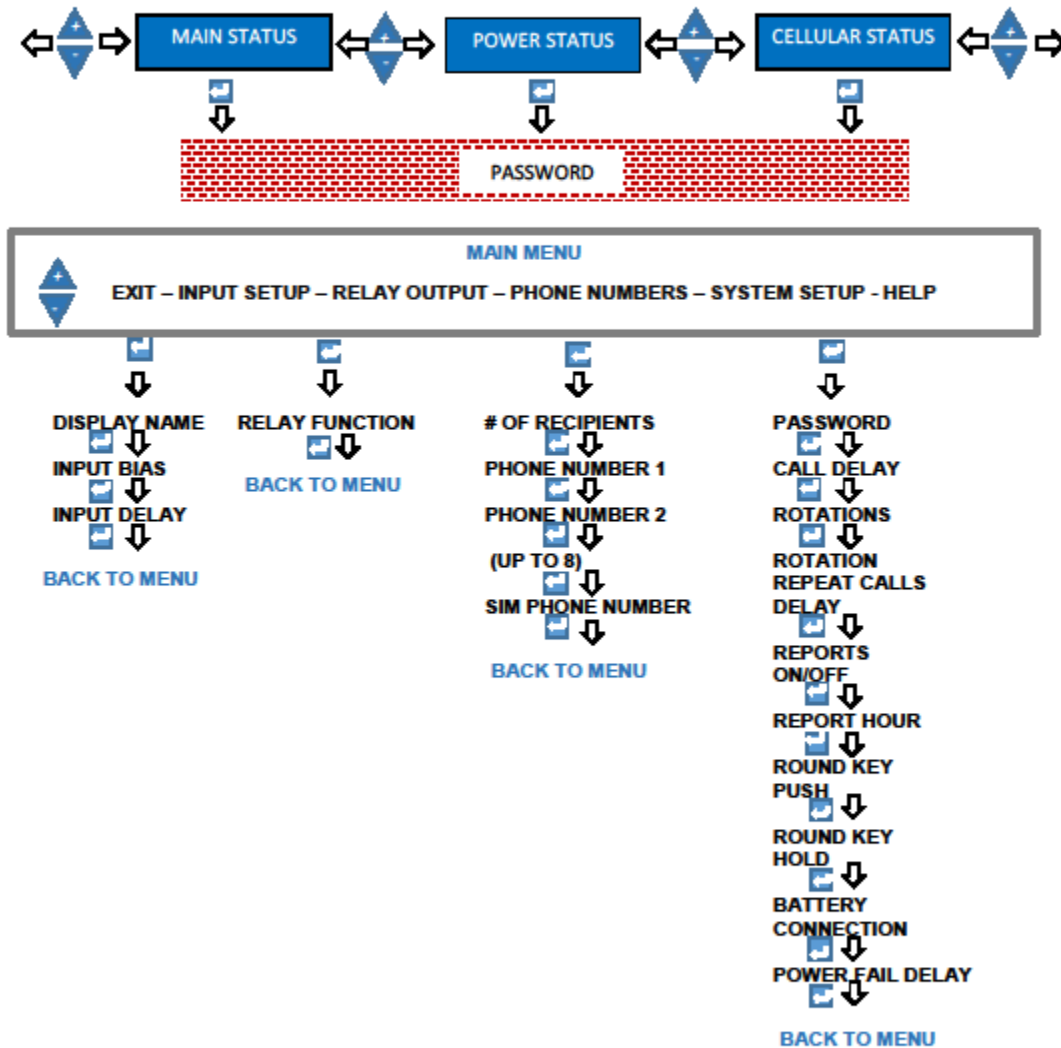 MAIN STATUS
POWER STATUS
CELLULAR STATUS
PASSWORD
MAIN MENU
EXIT – INPUT SETUP – RELAY OUTPUT – PHONE NUMBERS – SYSTEM SETUP - HELP
DISPLAY NAME
INPUT BIAS
INPUT DELAY
BACK TO MENU
RELAY FUNCTION
BACK TO MENU
# OF RECIPIENTS
PHONE NUMBER 1
PHONE NUMBER 2
(UP TO 8)
SIM PHONE NUMBER
BACK TO MENU
PASSWORD
CALL DELAY
ROTATIONS
ROTATION
REPEAT CALLS
DELAY
REPORTS
ON/OFF
REPORT HOUR
ROUND KEY
PUSH
ROUND KEY
HOLD
BATTERY
CONNECTION
POWER FAIL DELAY
BACK TO MENU